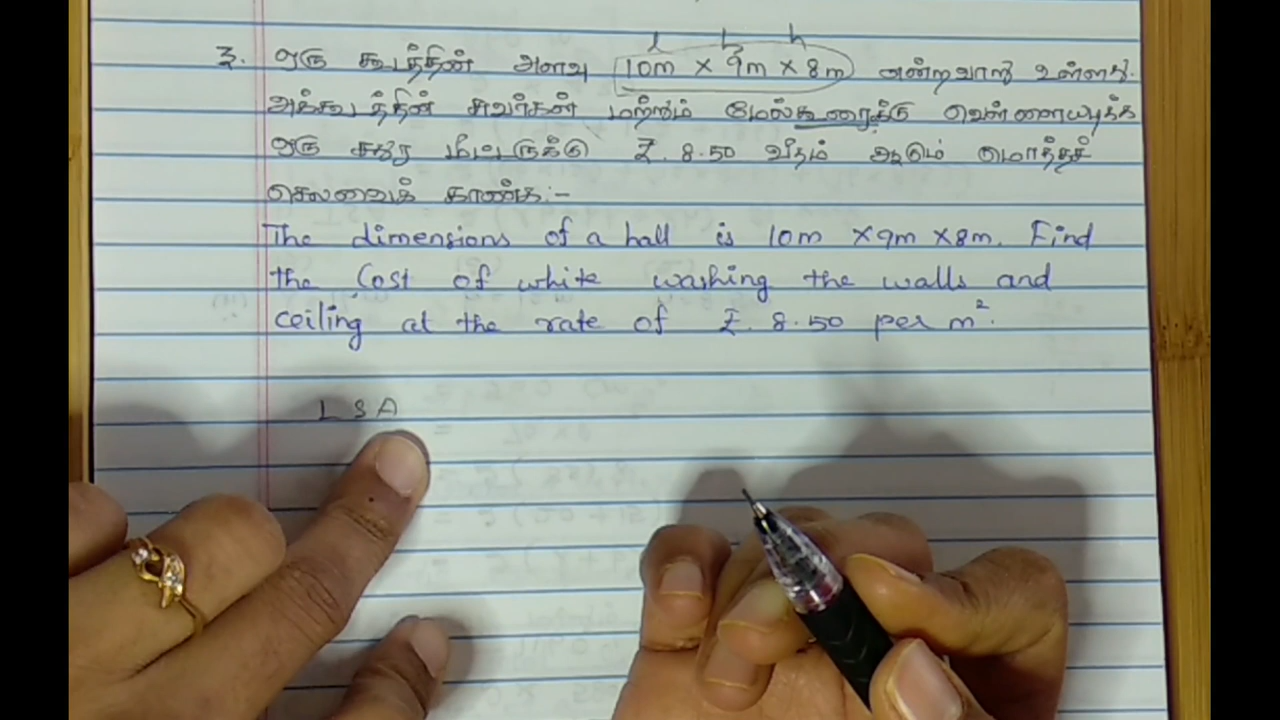 l b h
3. ஒரு கூடத்தின் அளவு 10m × 9m × 8m என்றவாறு உள்ளது.
அக்கூடத்தின் சுவர்கள் மற்றும் மேல்கூரைக்கு வெள்ளையடிக்க
ஒரு சதுர மீட்டருக்கு ₹. 8.50 வீதம் ஆகும் மொத்தச்
செலவைக் காண்க:-
The dimensions of a hall is 10m ×9m ×8m. Find
the Cost of white washing the walls and
ceiling at the rate of ₹. 8.50 per m².
L S A